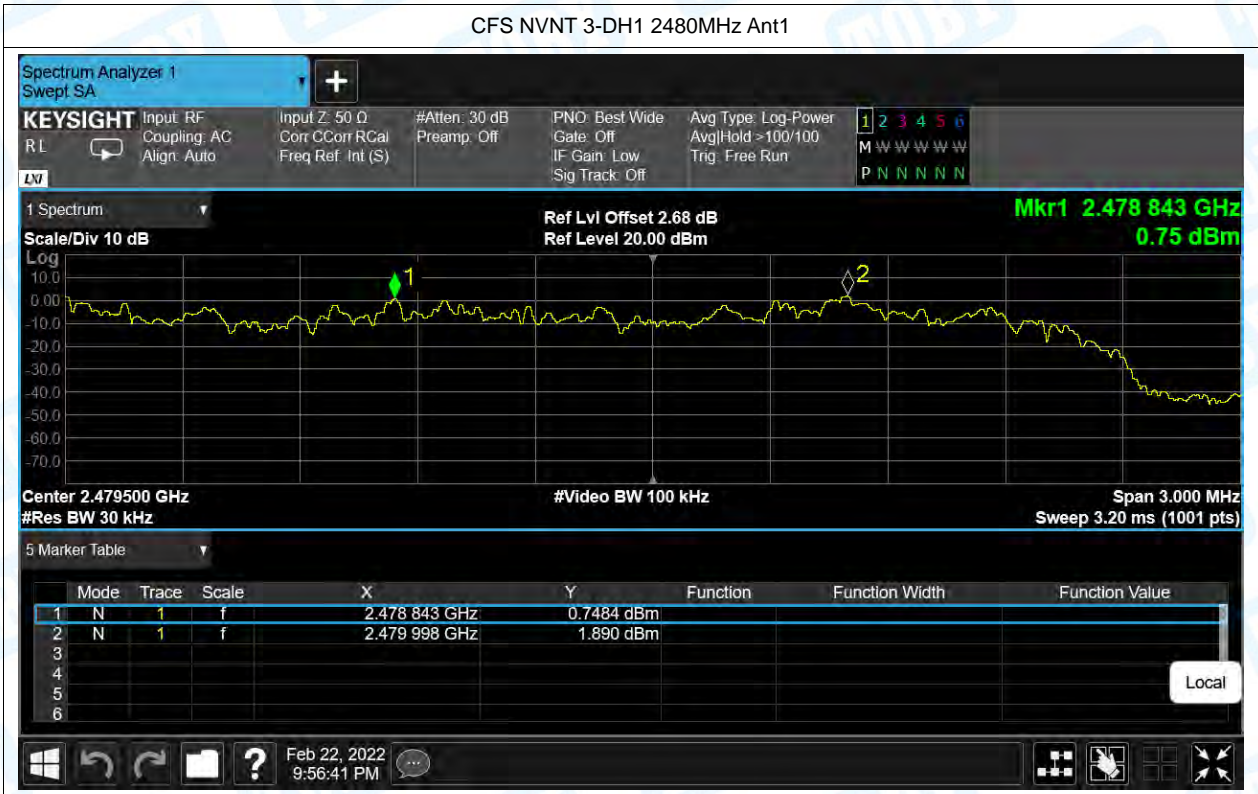 CFS NVNT 3-DH1 2480MHz Ant1
Spectrum Analyzer 1
Swept SA
KEYSIGHT
RL
LXI
Input: RF
Coupling: AC
Align: Auto
Input Z: 50 Ω
Corr CCorr RCal
Freq Ref: Int (S)
#Atten: 30 dB
Preamp: Off
PNO: Best Wide
Gate: Off
IF Gain: Low
Sig Track: Off
Avg Type: Log-Power
Avg|Hold >100/100
Trig: Free Run
1 2 3 4 5 6
M W W W W W
P N N N N N
1 Spectrum
Scale/Div 10 dB
Ref Lvl Offset 2.68 dB
Ref Level 20.00 dBm
Mkr1 2.478 843 GHz
0.75 dBm
Log
10.0
0.00
-10.0
-20.0
-30.0
-40.0
-50.0
-60.0
-70.0
1
2
Center 2.479500 GHz
#Res BW 30 kHz
#Video BW 100 kHz
Span 3.000 MHz
Sweep 3.20 ms (1001 pts)
5 Marker Table
Mode Trace Scale X Y Function Function Width Function Value
1 N 1 f 2.478 843 GHz 0.7484 dBm
2 N 1 f 2.479 998 GHz 1.890 dBm
3
4
5
6
Local
?
Feb 22, 2022
9:56:41 PM